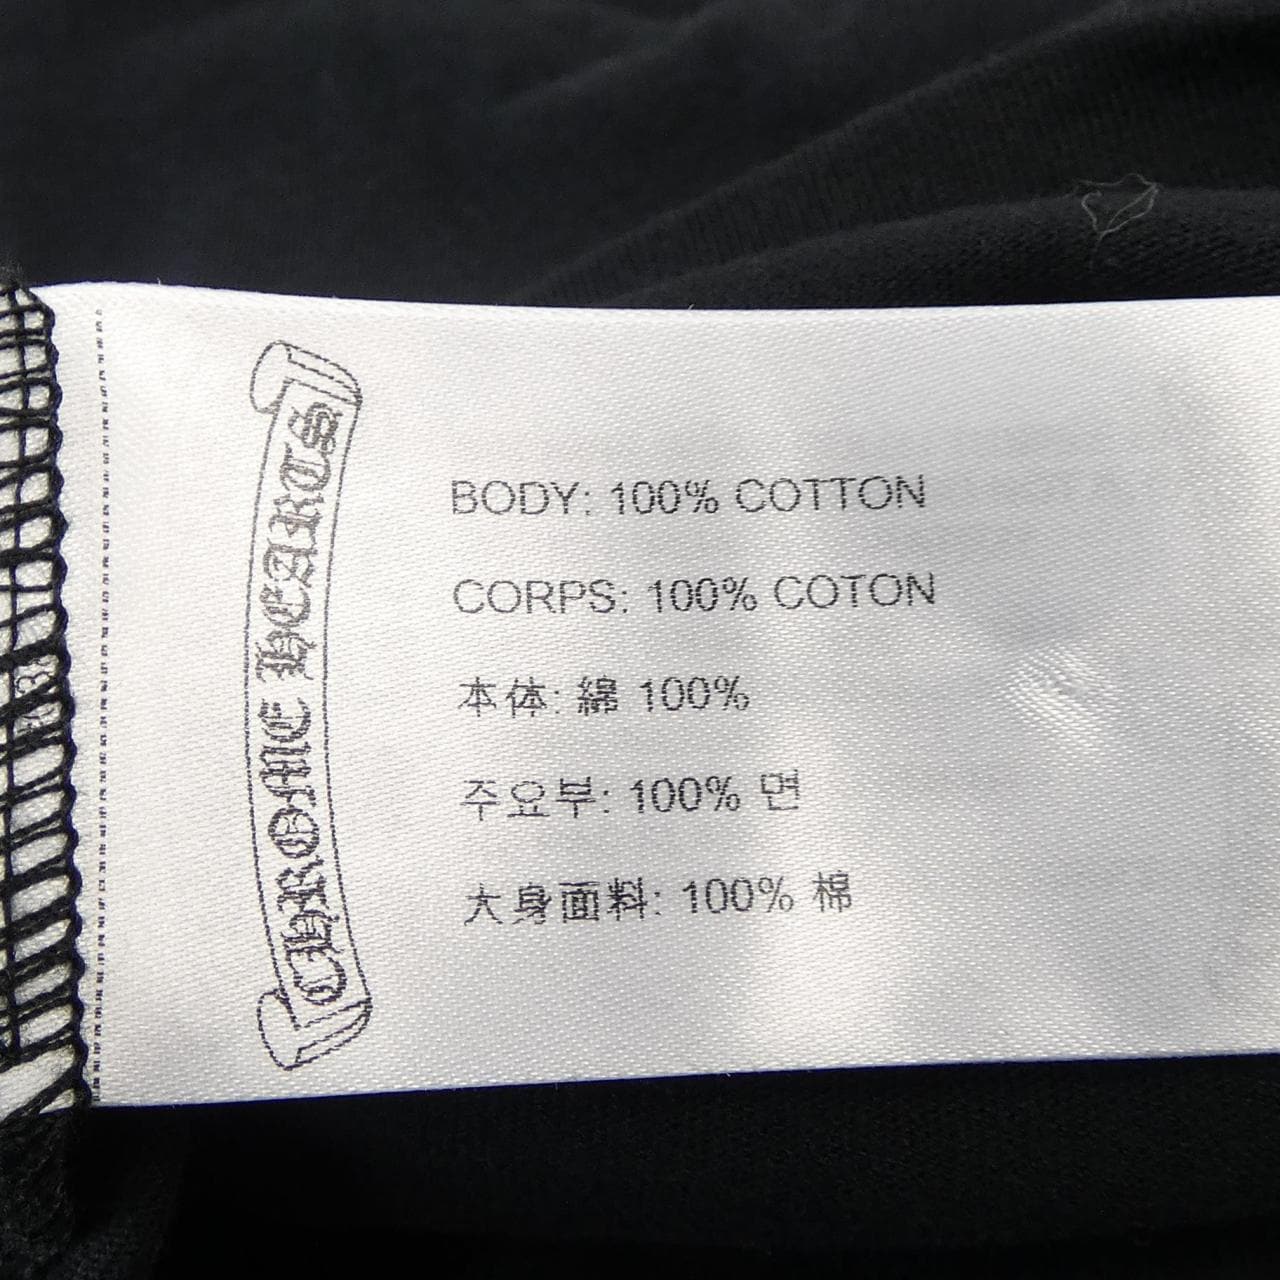 CHROME HEARTS
BODY: 100% COTTON
CORPS: 100% COTON
本体: 綿 100%
주요부: 100% 면
大身面料: 100% 棉